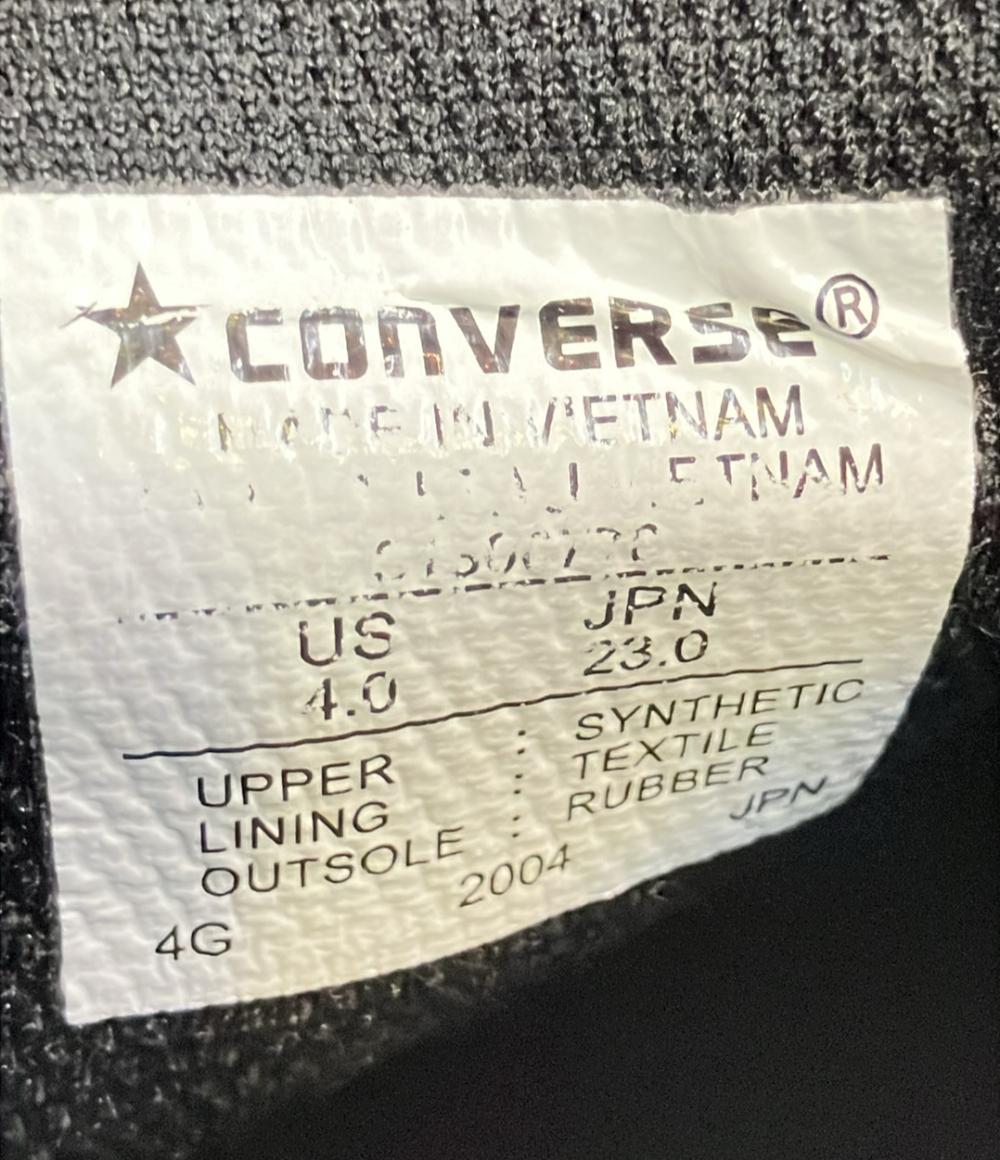 CONVERSE®
MADE IN VIETNAM
VIETNAM
US JPN
4.0 23.0
UPPER : SYNTHETIC
LINING : TEXTILE
OUTSOLE : RUBBER
4G 2004 JPN